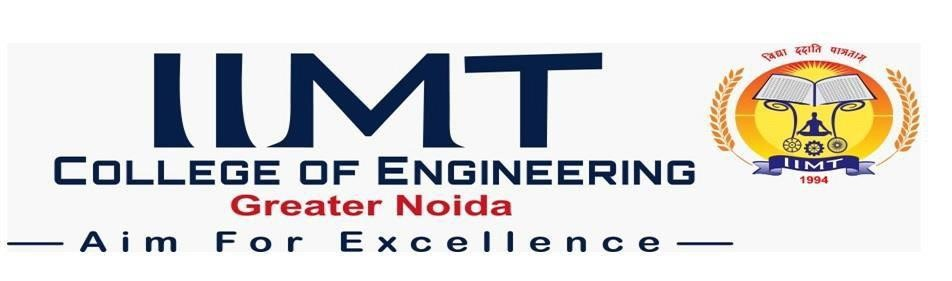 IIMT
COLLEGE OF ENGINEERING
Greater Noida
Aim For Excellence
विद्या ददाति पात्रताम्
IIMT
1994